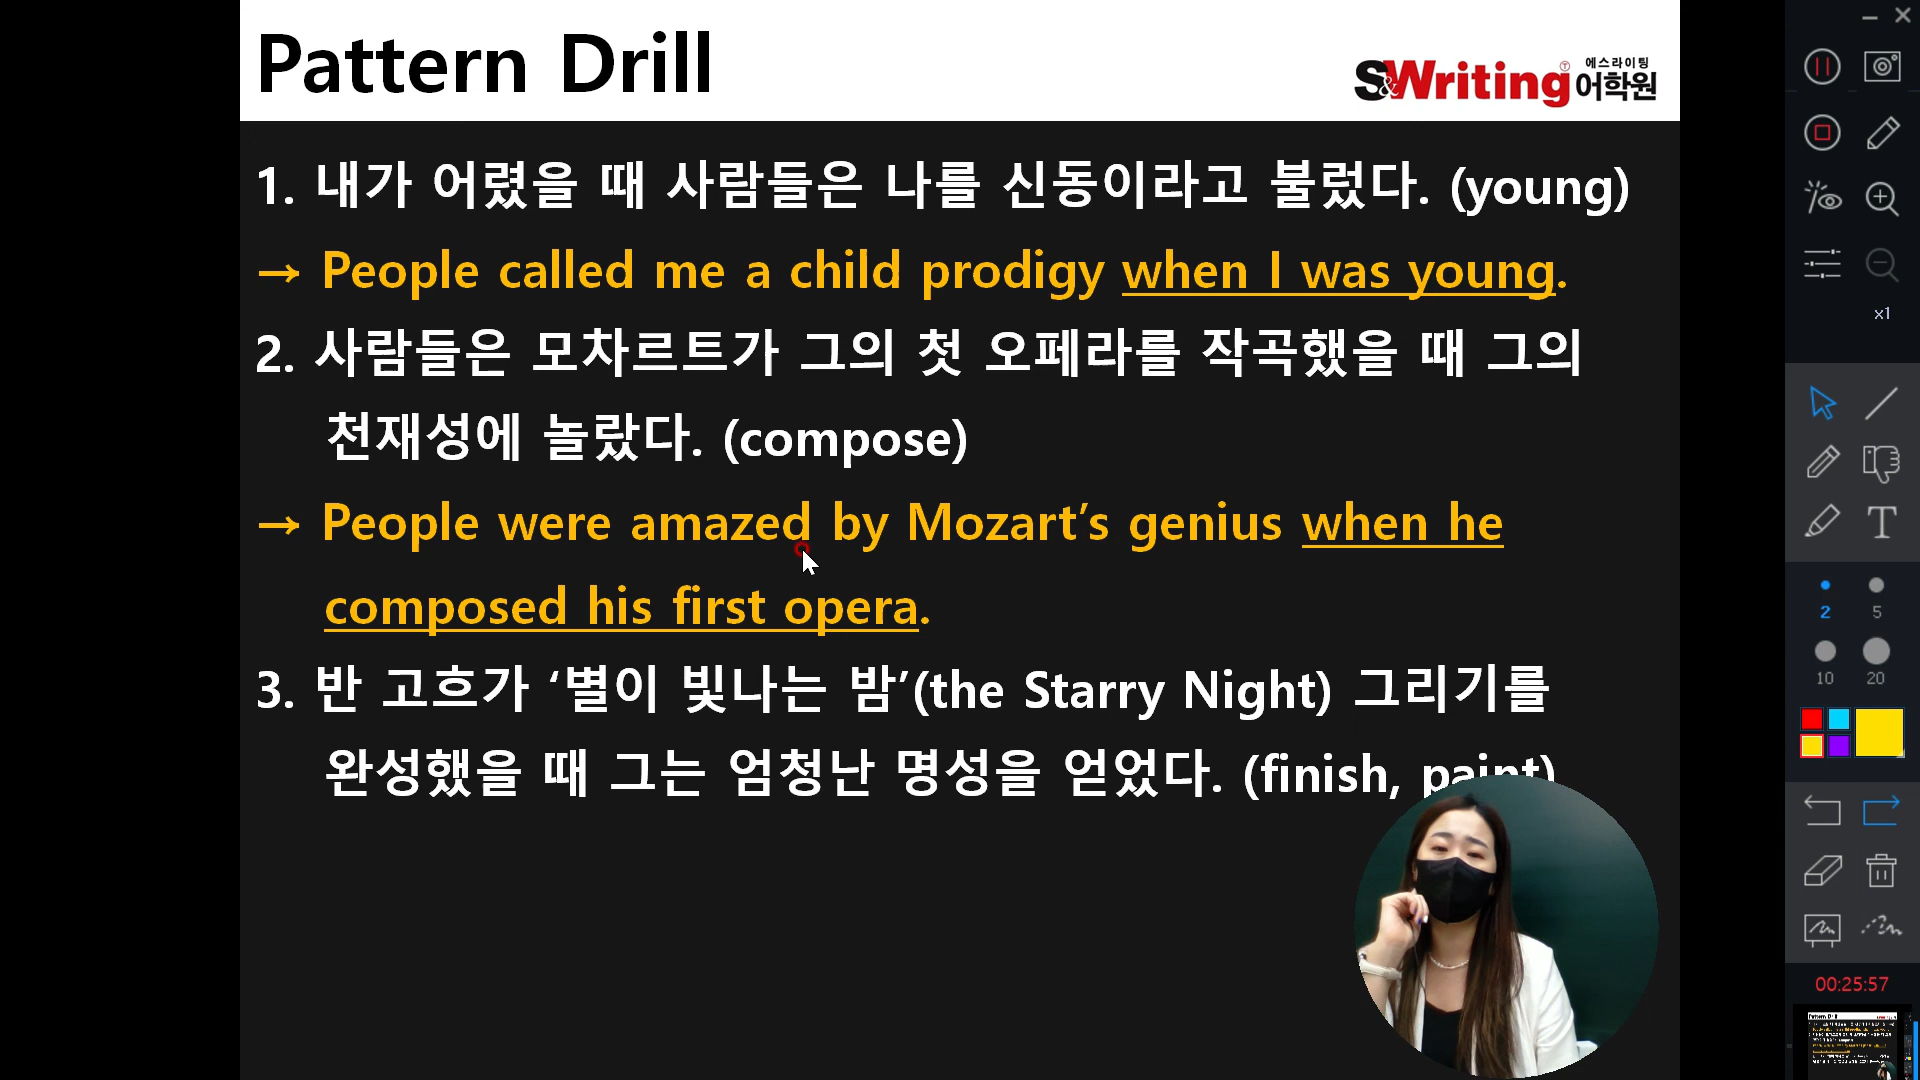 Pattern Drill
S&Writing 에스라이팅 어학원
1. 내가 어렸을 때 사람들은 나를 신동이라고 불렀다. (young)
→ People called me a child prodigy when I was young.
2. 사람들은 모차르트가 그의 첫 오페라를 작곡했을 때 그의
천재성에 놀랐다. (compose)
→ People were amazed by Mozart’s genius when he
composed his first opera.
3. 반 고흐가 ‘별이 빛나는 밤’(the Starry Night) 그리기를
완성했을 때 그는 엄청난 명성을 얻었다. (finish, paint)
x1
T
2 5
10 20
00:25:57